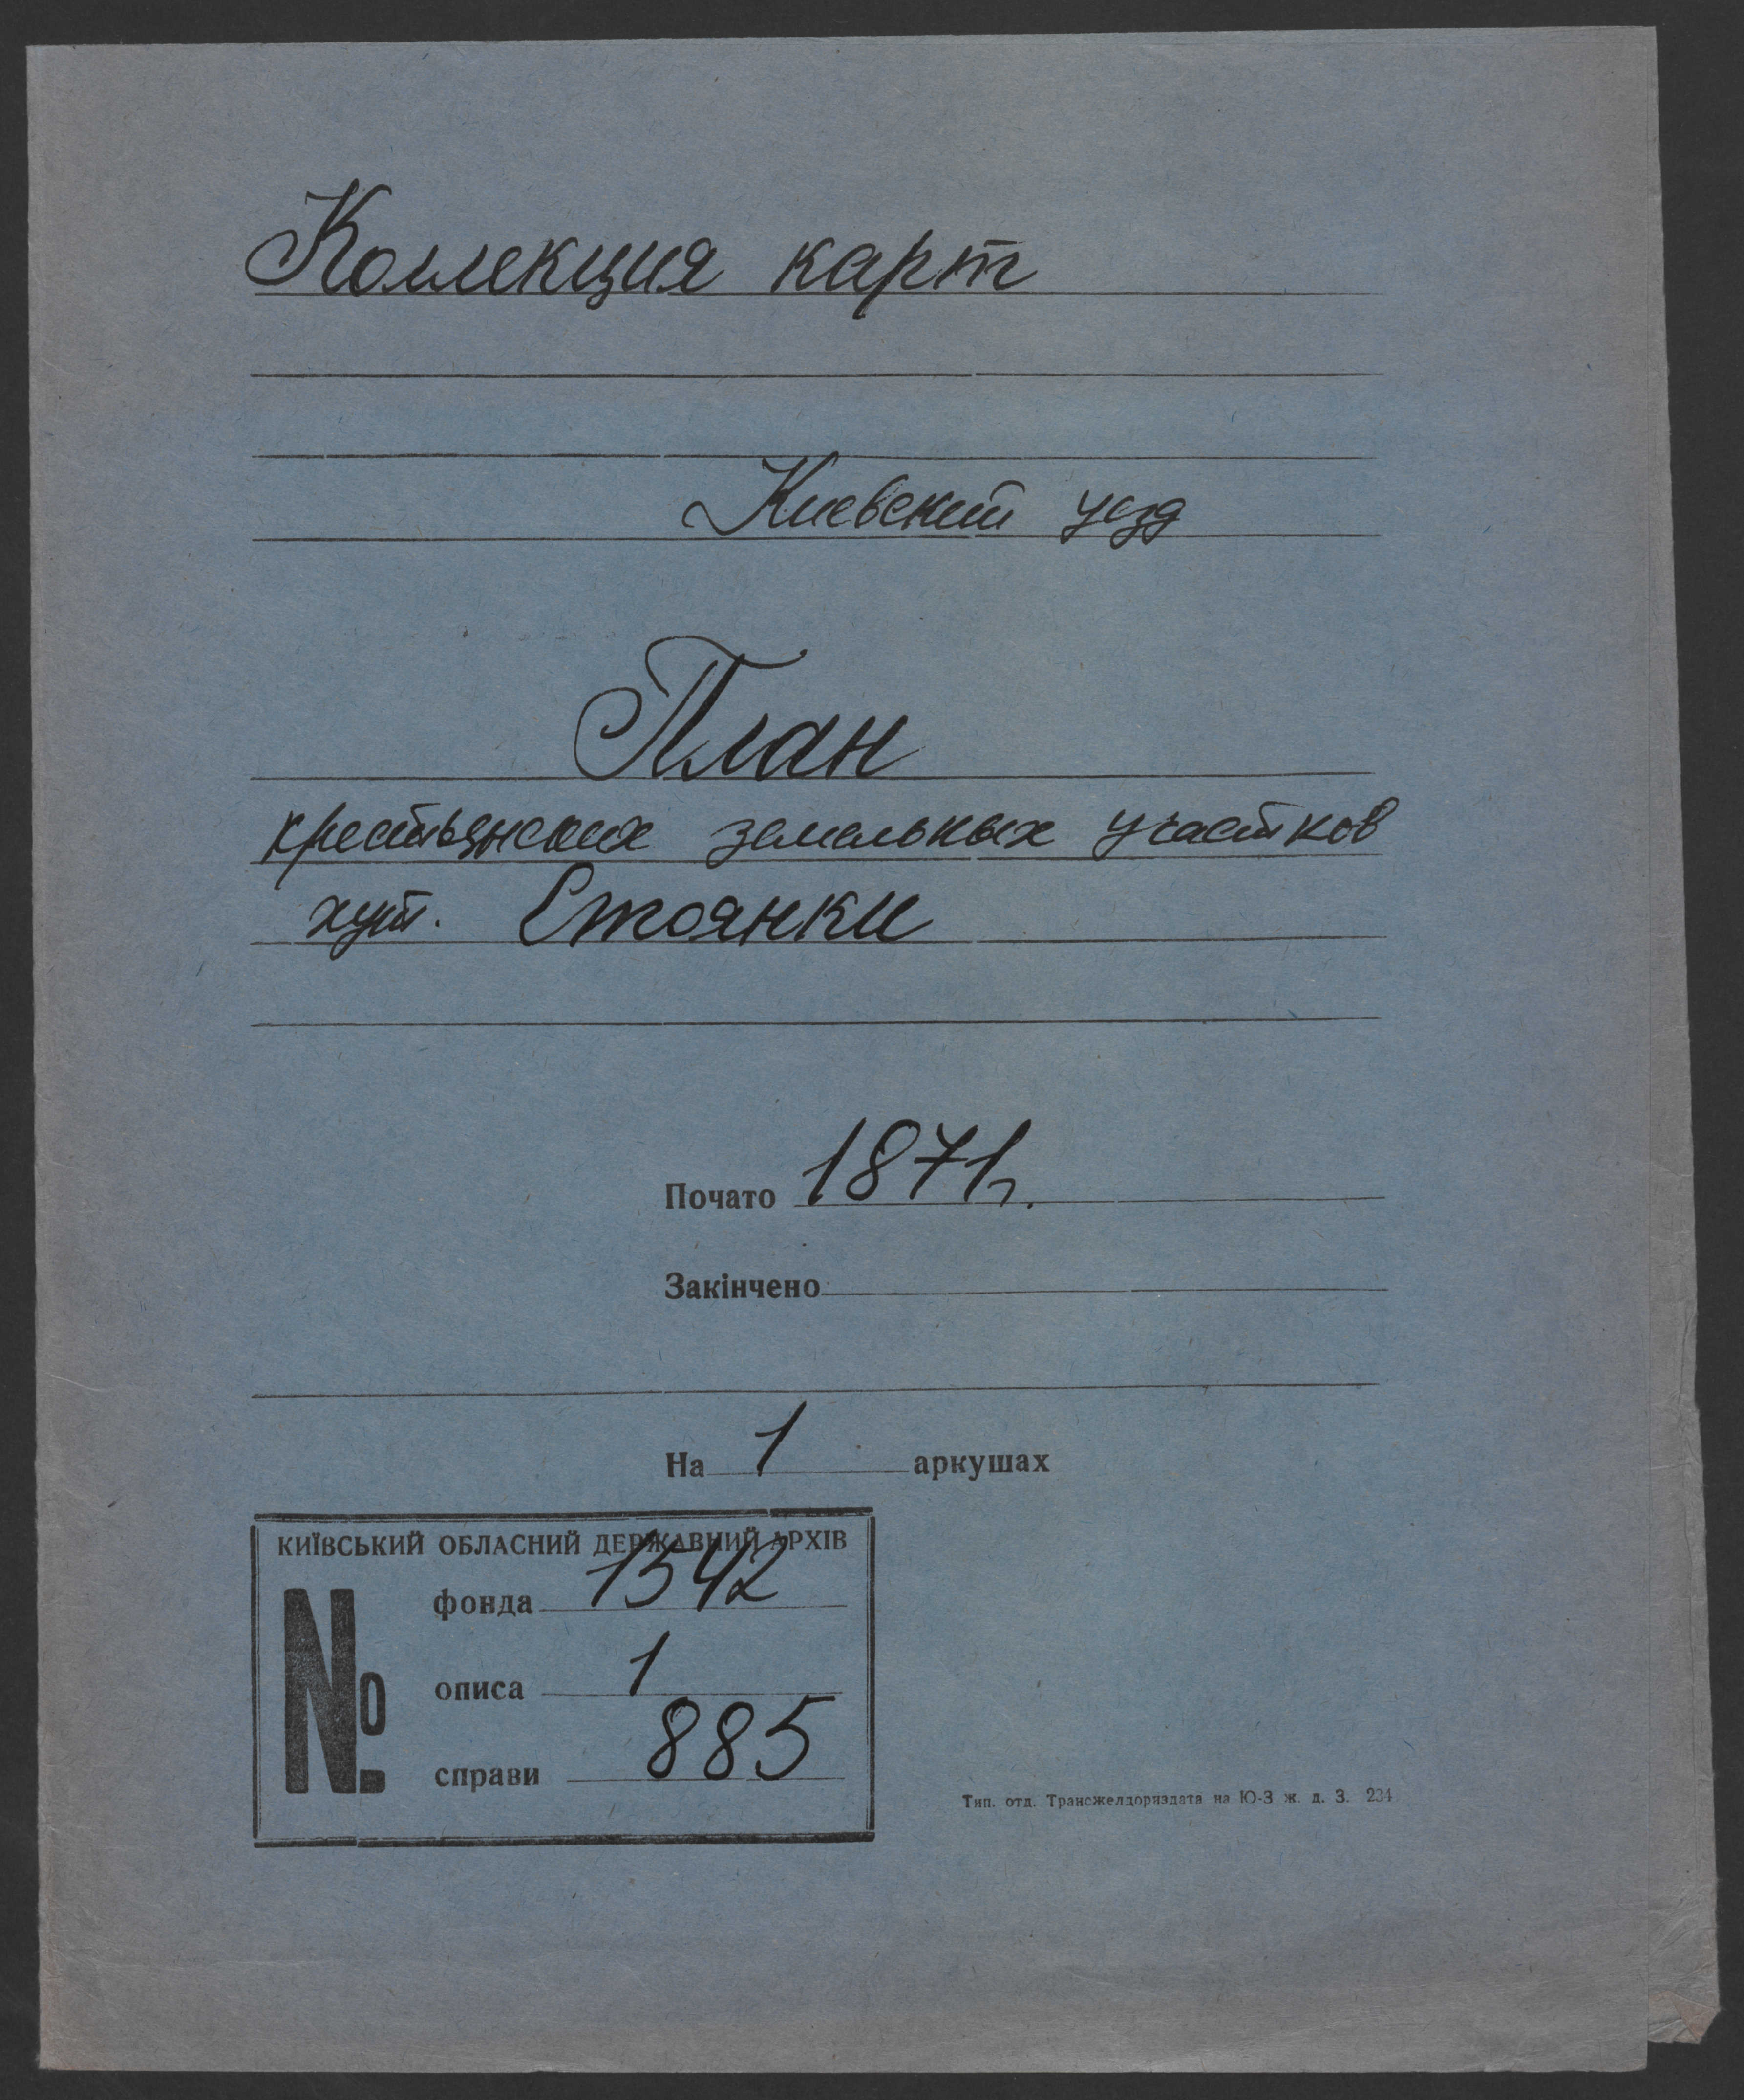 Коллекция карт
Киевский уезд
План
крестьянских земельных участков
хут. Стоянки
Почато 1871г.
Закінчено
На 1 аркушах
КИЇВСЬКИЙ ОБЛАСНИЙ ДЕРЖАВНИЙ АРХІВ
№ фонда 1542
описа 1
справи 885
Тип. отд. Трансжелдориздата на Ю-З ж. д. З. 234